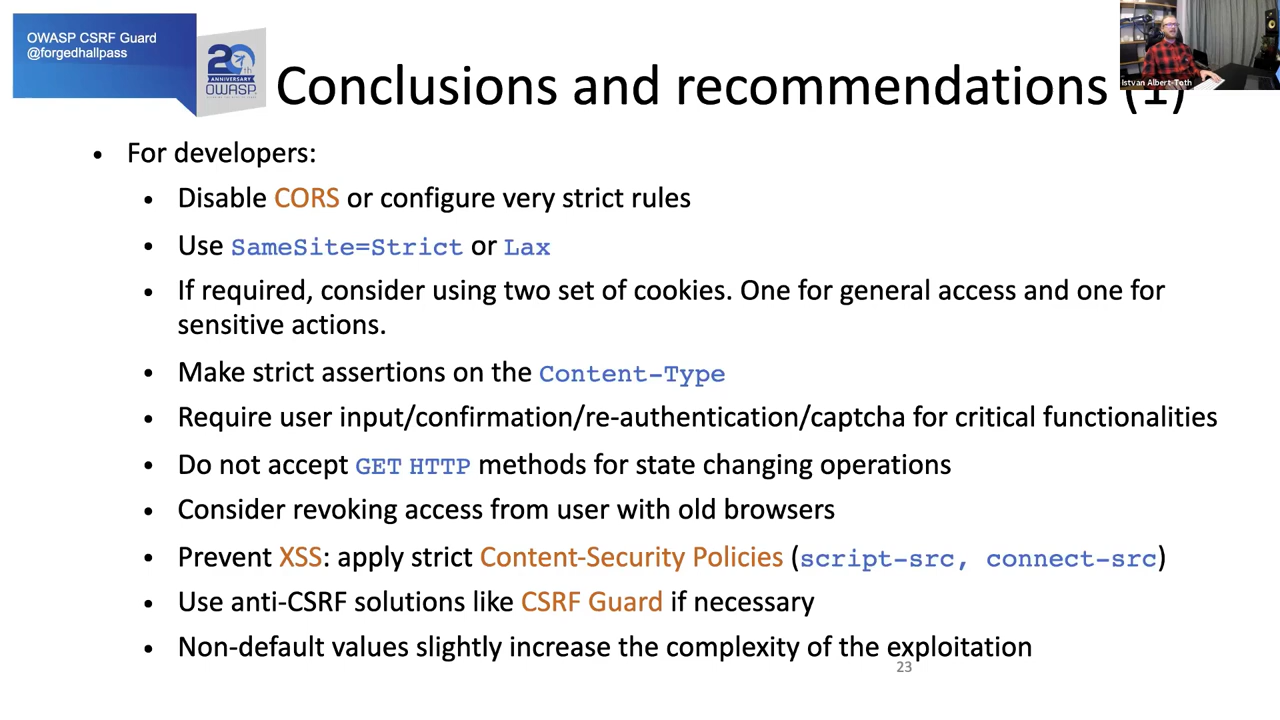 OWASP CSRF Guard
@forgedhallpass
20
ANNIVERSARY
OWASP
Conclusions and recommendations (1)
Istvan Albert-Toth
• For developers:
• Disable CORS or configure very strict rules
• Use SameSite=Strict or Lax
• If required, consider using two set of cookies. One for general access and one for
sensitive actions.
• Make strict assertions on the Content-Type
• Require user input/confirmation/re-authentication/captcha for critical functionalities
• Do not accept GET HTTP methods for state changing operations
• Consider revoking access from user with old browsers
• Prevent XSS: apply strict Content-Security Policies (script-src, connect-src)
• Use anti-CSRF solutions like CSRF Guard if necessary
• Non-default values slightly increase the complexity of the exploitation
23